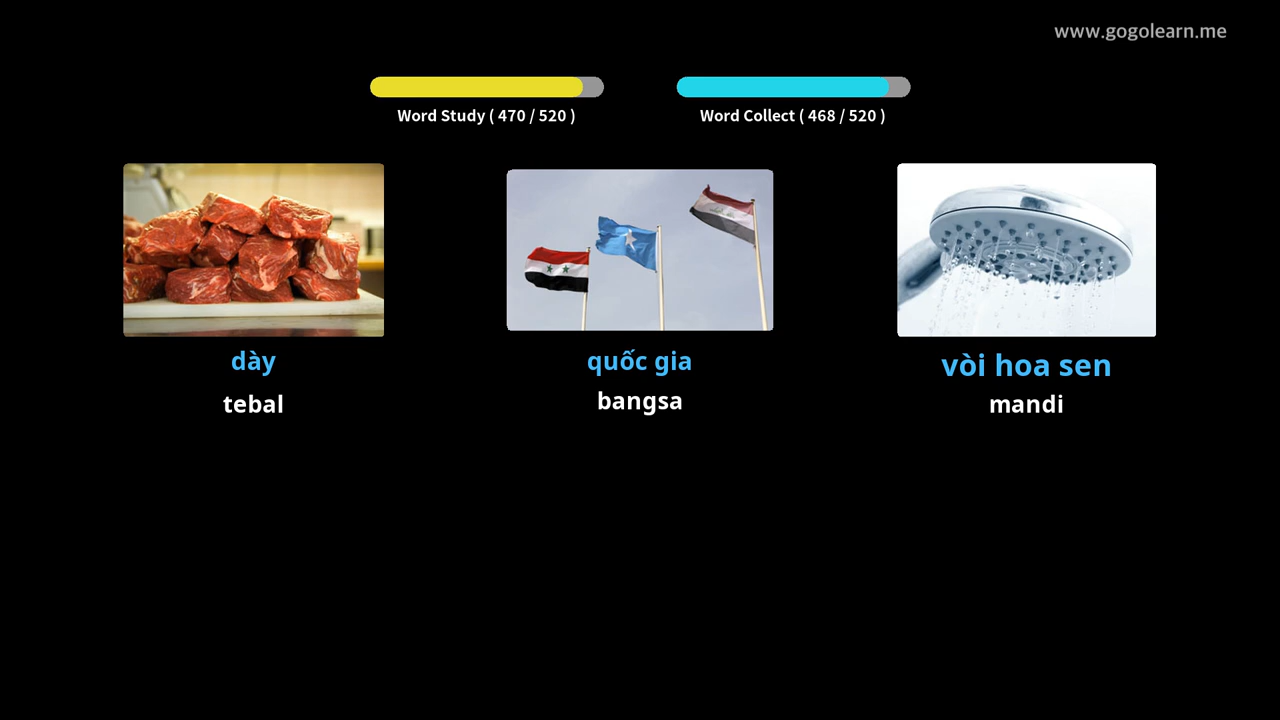 www.gogolearn.me
Word Study ( 470 / 520 )
Word Collect ( 468 / 520 )
dày
quốc gia
vòi hoa sen
tebal
bangsa
mandi